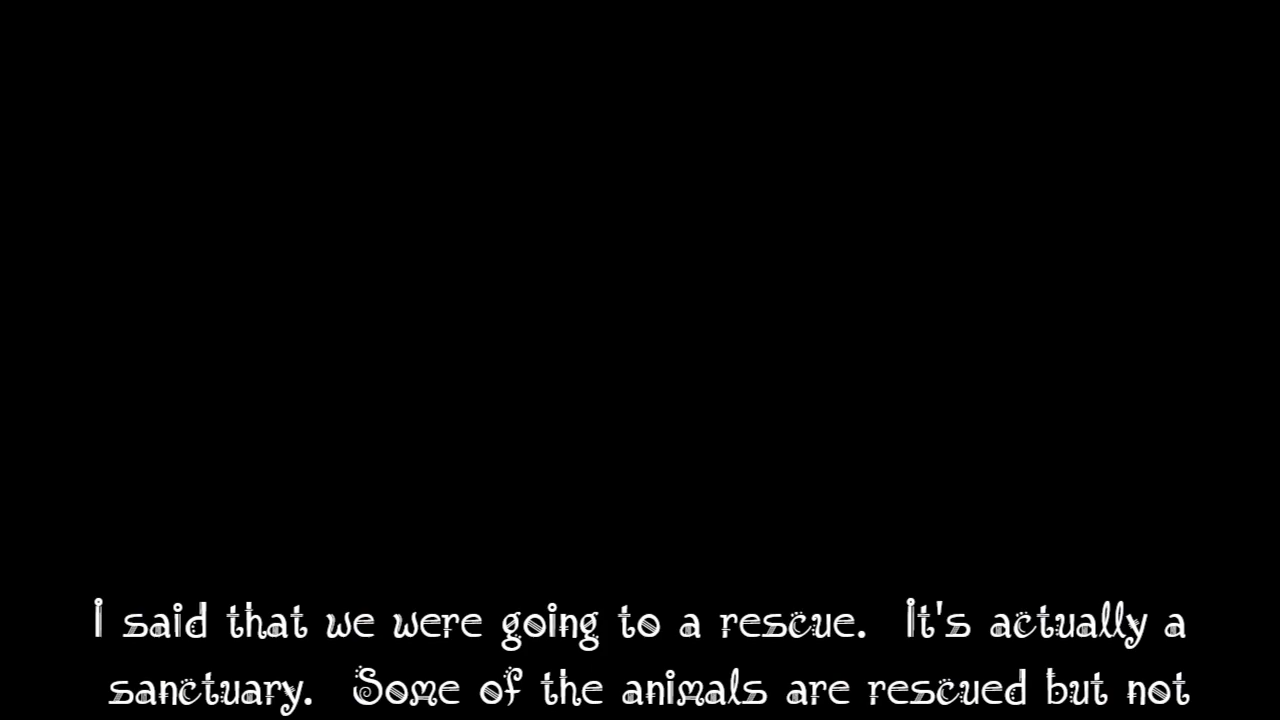 I said that we were going to a rescue. It's actually a
sanctuary. Some of the animals are rescued but not